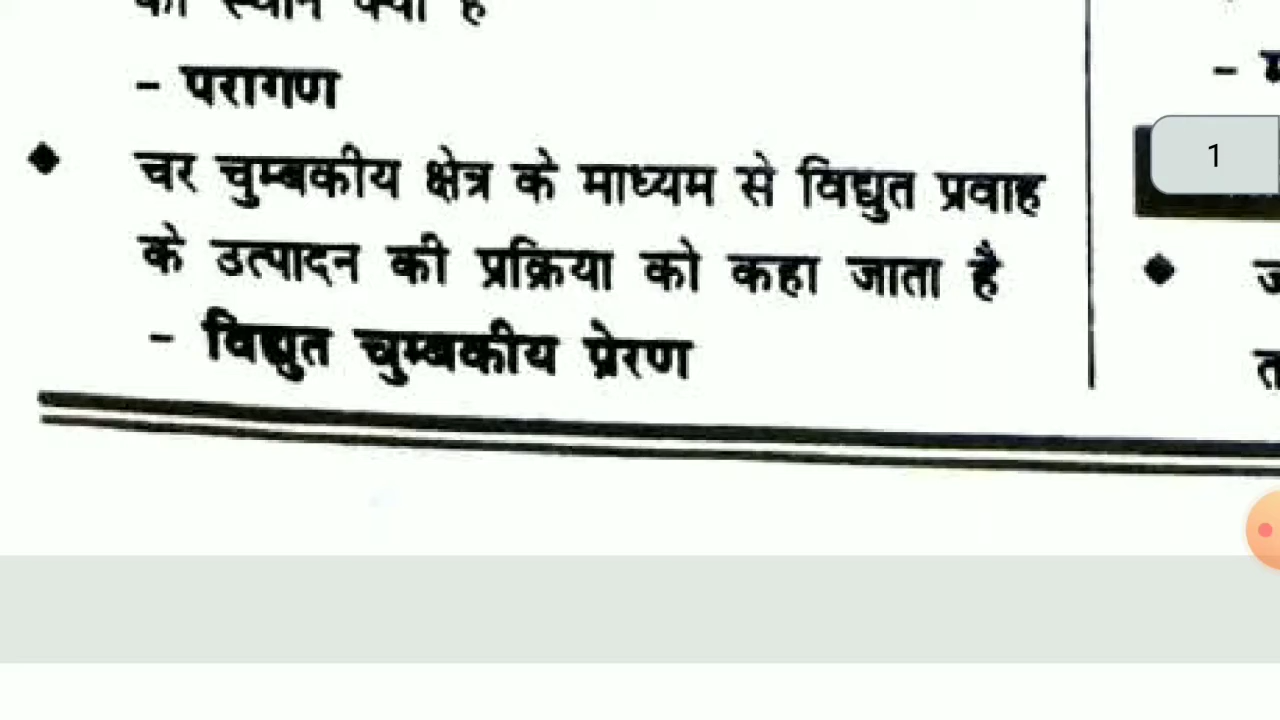 का स्थान क्या है
- परागण
◆ चर चुम्बकीय क्षेत्र के माध्यम से विद्युत प्रवाह
के उत्पादन की प्रक्रिया को कहा जाता है
- विद्युत चुम्बकीय प्रेरण
-
1
◆